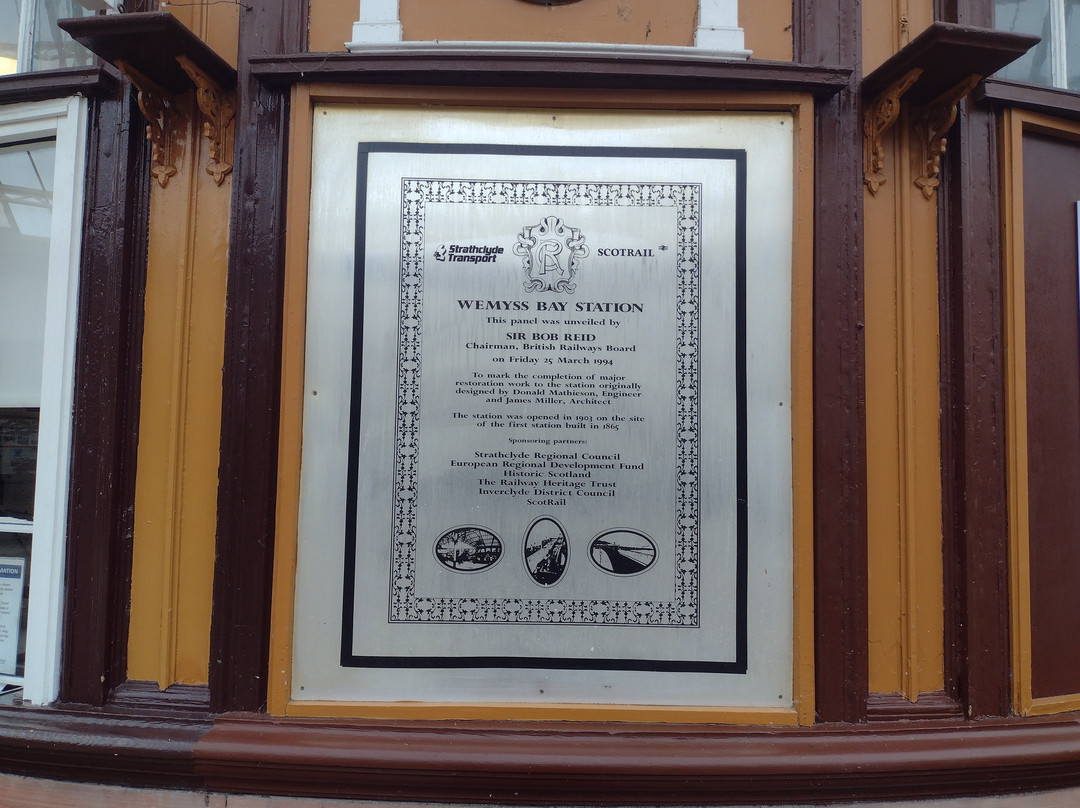 Strathclyde
Transport
CR
SCOTRAIL
WEMYSS BAY STATION
This panel was unveiled by
SIR BOB REID
Chairman, British Railways Board
on Friday 25 March 1994
To mark the completion of major
restoration work to the station originally
designed by Donald Mathieson, Engineer
and James Miller, Architect
The station was opened in 1903 on the site
of the first station built in 1865
Sponsoring partners:
Strathclyde Regional Council
European Regional Development Fund
Historic Scotland
The Railway Heritage Trust
Inverclyde District Council
ScotRail